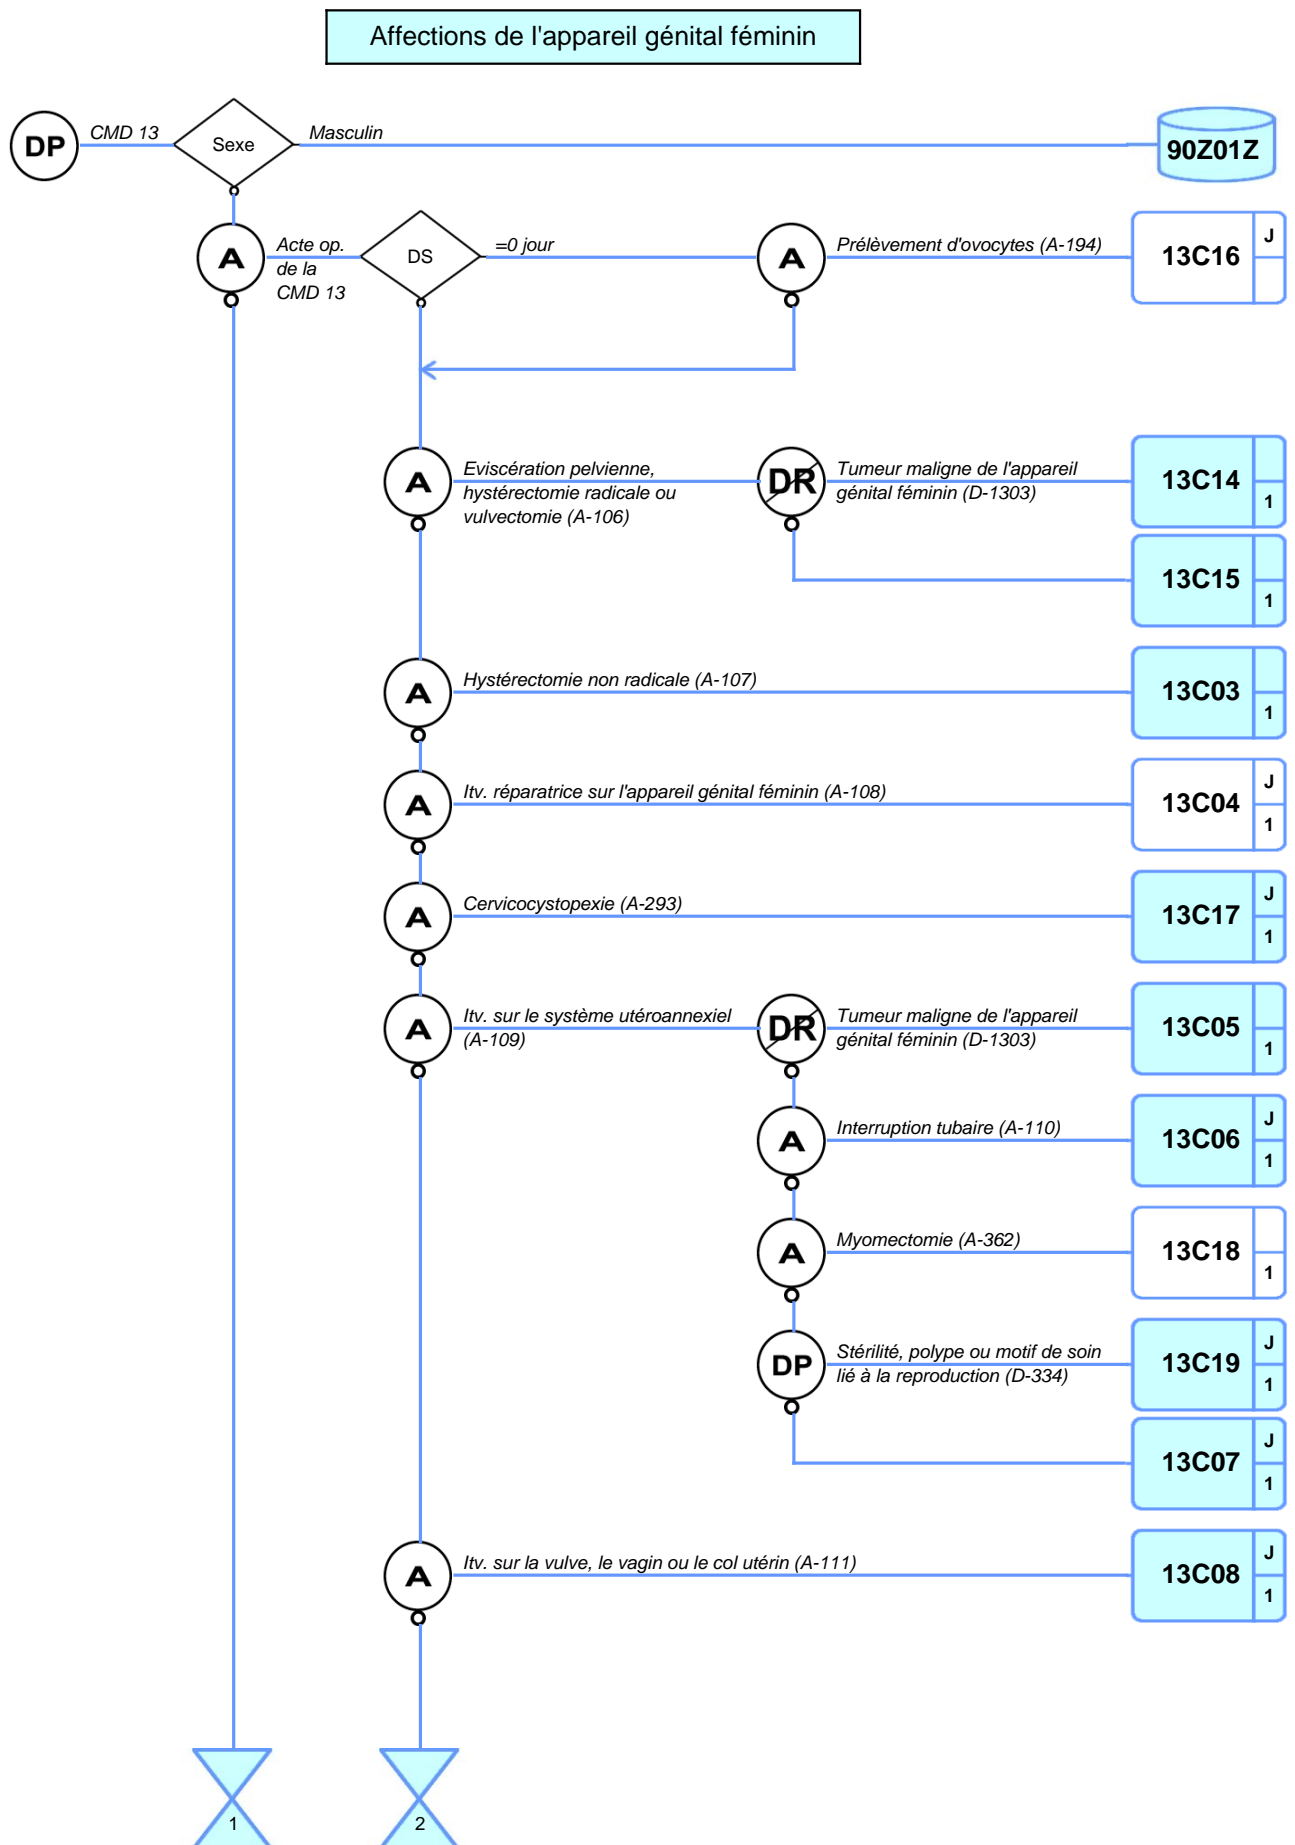 Affections de l'appareil génital féminin
DP
CMD 13
Sexe
Masculin
90Z01Z
A
Acte op.
de la
CMD 13
DS
=0 jour
A
Prélèvement d'ovocytes (A-194)
13C16
J
A
Eviscération pelvienne,
hystérectomie radicale ou
vulvectomie (A-106)
DR
Tumeur maligne de l'appareil
génital féminin (D-1303)
13C14
1
13C15
1
A
Hystérectomie non radicale (A-107)
13C03
1
A
Itv. réparatrice sur l'appareil génital féminin (A-108)
13C04
J
1
A
Cervicocystopexie (A-293)
13C17
J
1
A
Itv. sur le système utéroannexiel
(A-109)
DR
Tumeur maligne de l'appareil
génital féminin (D-1303)
13C05
1
A
Interruption tubaire (A-110)
13C06
J
1
A
Myomectomie (A-362)
13C18
1
DP
Stérilité, polype ou motif de soin
lié à la reproduction (D-334)
13C19
J
1
13C07
J
1
A
Itv. sur la vulve, le vagin ou le col utérin (A-111)
13C08
J
1
1
2